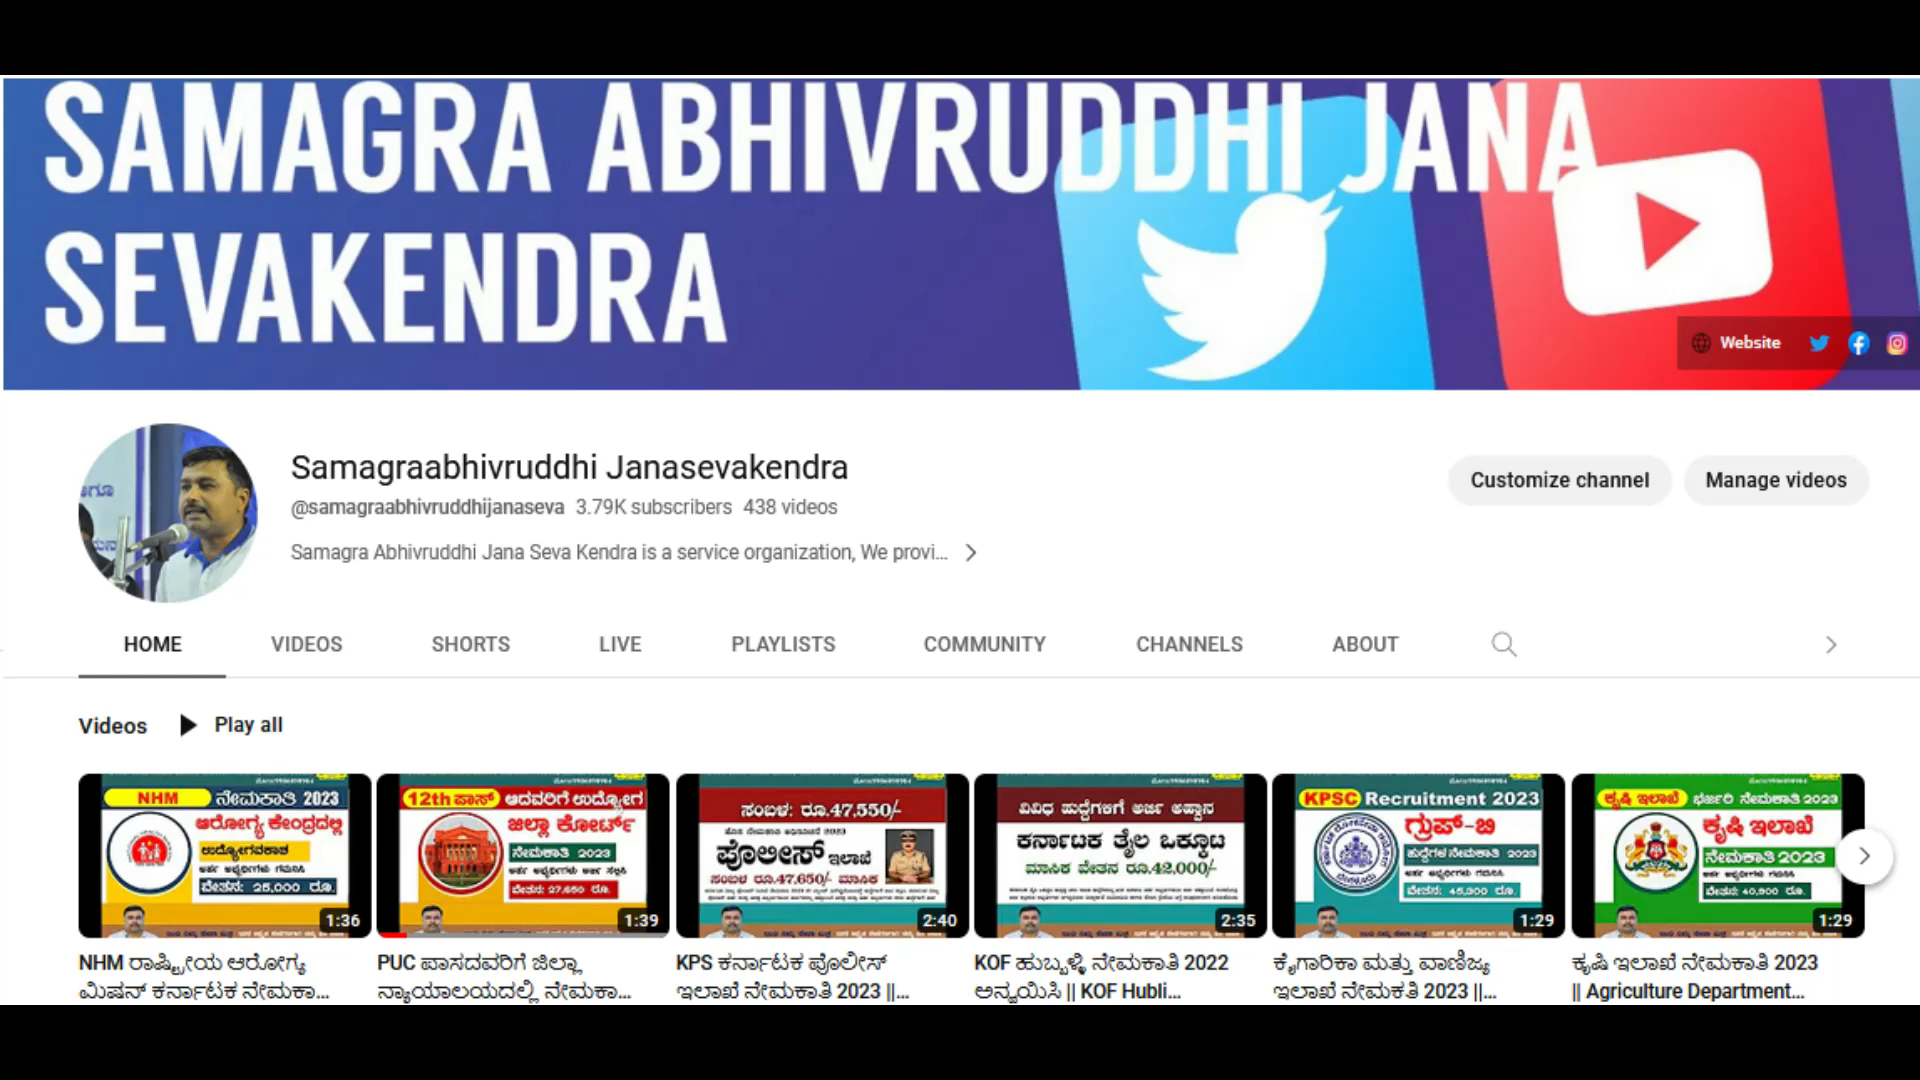 SAMAGRA ABHIVRUDDHI JANA
SEVAKENDRA
Website
Samagraabhivruddhi Janasevakendra
@samagraabhivruddhijanaseva 3.79K subscribers 438 videos
Samagra Abhivruddhi Jana Seva Kendra is a service organization, We provi...
Customize channel
Manage videos
HOME VIDEOS SHORTS LIVE PLAYLISTS COMMUNITY CHANNELS ABOUT
Videos Play all
NHM ನೇಮಕಾತಿ 2023
ಆರೋಗ್ಯ ಕೇಂದ್ರದಲ್ಲಿ
ಉದ್ಯೋಗವಕಾಶ
ವೇತನ: 25,000 ರೂ.
1:36
12th ಪಾಸ್ ಆದವರಿಗೆ ಉದ್ಯೋಗ
ಜಿಲ್ಲಾ ಕೋರ್ಟ್
ನೇಮಕಾತಿ 2023
ವೇತನ: 27,650 ರೂ.
1:39
ಸಂಬಳ: ರೂ.47,550/-
ಪೊಲೀಸ್ ಇಲಾಖೆ
ಸಂಬಳ ರೂ.47,650/- ಮಾಸಿಕ
2:40
ವಿವಿಧ ಹುದ್ದೆಗಳಿಗೆ ಅರ್ಜಿ ಅಹ್ವಾನ
ಕರ್ನಾಟಕ ತೈಲ ಒಕ್ಕೂಟ
ಮಾಸಿಕ ವೇತನ ರೂ.42,000/-
2:35
KPSC Recruitment 2023
ಗ್ರುಪ್-ಬಿ
ಹುದ್ದೆಗಳ ನೇಮಕಾತಿ 2023
1:29
ಕೃಷಿ ಇಲಾಖೆ ಭರ್ಜರಿ ನೇಮಕಾತಿ 2023
ಕೃಷಿ ಇಲಾಖೆ
ನೇಮಕಾತಿ 2023
ವೇತನ: 40,900 ರೂ.
1:29
NHM ರಾಷ್ಟ್ರೀಯ ಆರೋಗ್ಯ
ಮಿಷನ್ ಕರ್ನಾಟಕ ನೇಮಕಾ...
PUC ಪಾಸದವರಿಗೆ ಜಿಲ್ಲಾ
ನ್ಯಾಯಾಲಯದಲ್ಲಿ ನೇಮಕಾ...
KPS ಕರ್ನಾಟಕ ಪೊಲೀಸ್
ಇಲಾಖೆ ನೇಮಕಾತಿ 2023 ||...
KOF ಹುಬ್ಬಳ್ಳಿ ನೇಮಕಾತಿ 2022
ಅನ್ವಯಿಸಿ || KOF Hubli...
ಕೈಗಾರಿಕಾ ಮತ್ತು ವಾಣಿಜ್ಯ
ಇಲಾಖೆ ನೇಮಕತಿ 2023 ||...
ಕೃಷಿ ಇಲಾಖೆ ನೇಮಕಾತಿ 2023
|| Agriculture Department...